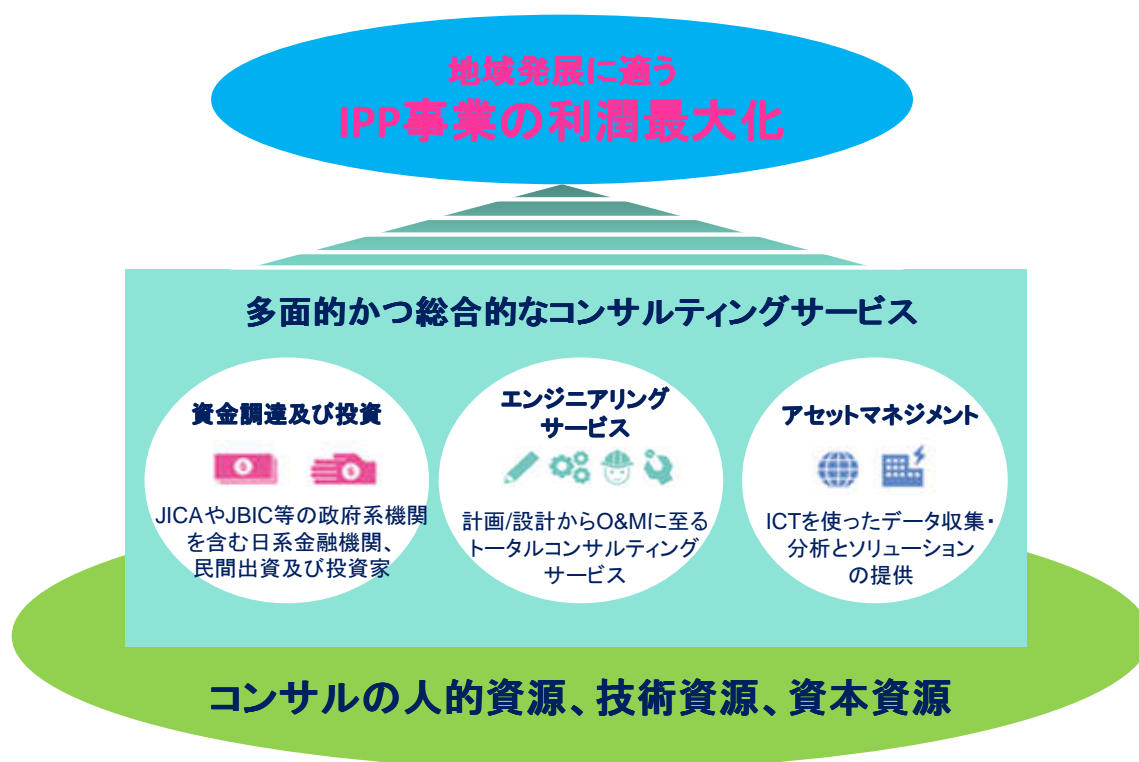 地域発展に適う
IPP事業の利潤最大化
多面的かつ総合的なコンサルティングサービス
資金調達及び投資
JICAやJBIC等の政府系機関
を含む日系金融機関、
民間出資及び投資家
エンジニアリング
サービス
計画/設計からO&Mに至る
トータルコンサルティング
サービス
アセットマネジメント
ICTを使ったデータ収集・
分析とソリューション
の提供
コンサルの人的資源、技術資源、資本資源